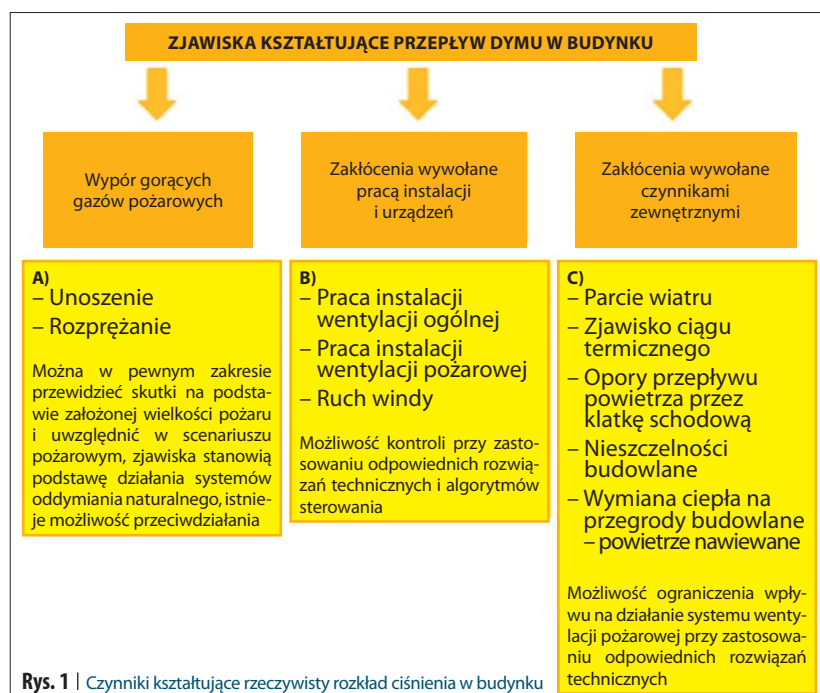 ZJAWISKA KSZTAŁTUJĄCE PRZEPŁYW DYMU W BUDYNKU
Wypór gorących
gazów pożarowych
Zakłócenia wywołane
pracą instalacji
i urządzeń
Zakłócenia wywołane
czynnikami
zewnętrznymi
A)
– Unoszenie
– Rozprężanie
Można w pewnym zakresie
przewidzieć skutki na podsta-
wie założonej wielkości pożaru
i uwzględnić w scenariuszu
pożarowym, zjawiska stanowią
podstawę działania systemów
oddymiania naturalnego, istnie-
je możliwość przeciwdziałania
B)
– Praca instalacji
wentylacji ogólnej
– Praca instalacji
wentylacji pożarowej
– Ruch windy
Możliwość kontroli przy zasto-
sowaniu odpowiednich rozwią-
zań technicznych i algorytmów
sterowania
C)
– Parcie wiatru
– Zjawisko ciągu
termicznego
– Opory przepływu
powietrza przez
klatkę schodową
– Nieszczelności
budowlane
– Wymiana ciepła na
przegrody budowlane
– powietrze nawiewane
Możliwość ograniczenia wpły-
wu na działanie systemu wenty-
lacji pożarowej przy zastosowa-
niu odpowiednich rozwiązań
technicznych
Rys. 1 | Czynniki kształtujące rzeczywisty rozkład ciśnienia w budynku